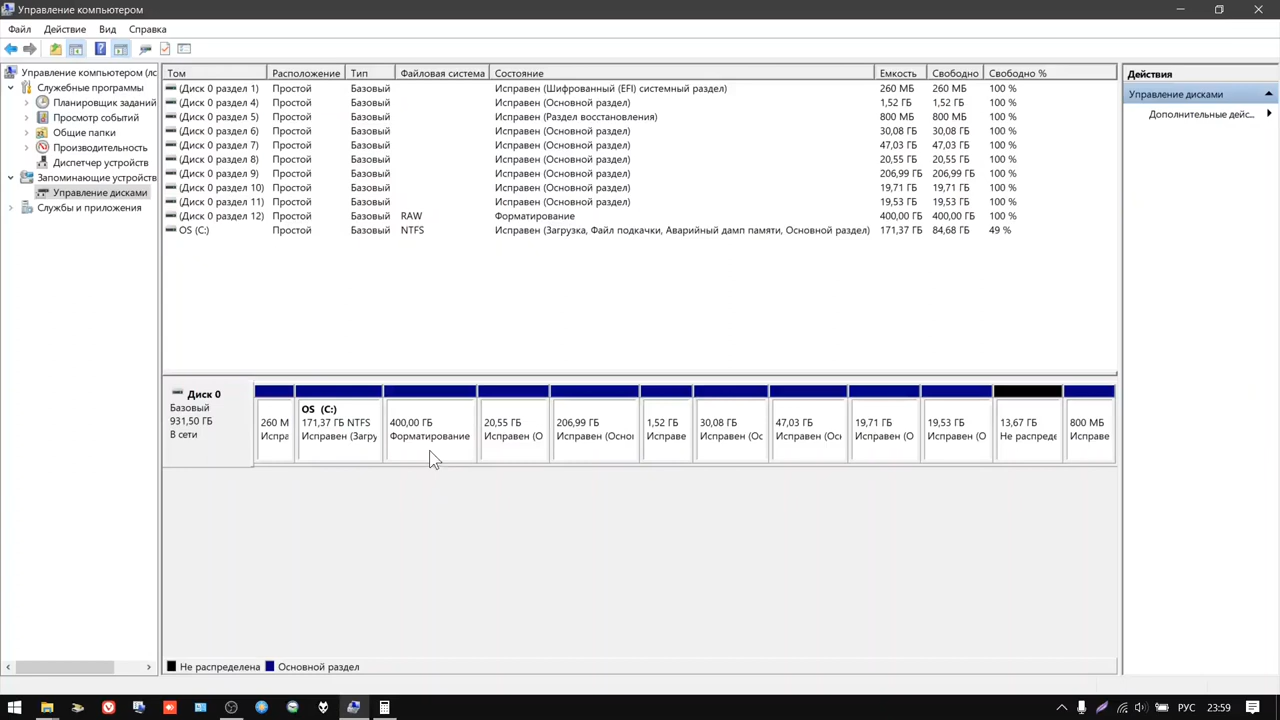 Управление компьютером
Файл Действие Вид Справка
Управление компьютером (лс
Служебные программы
Планировщик заданий
Просмотр событий
Общие папки
Производительность
Диспетчер устройств
Запоминающие устройств
Управление дисками
Службы и приложения
Том Расположение Тип Файловая система Состояние Емкость Свободно Свободно %
(Диск 0 раздел 1) Простой Базовый Исправен (Шифрованный (EFI) системный раздел) 260 МБ 260 МБ 100 %
(Диск 0 раздел 4) Простой Базовый Исправен (Основной раздел) 1,52 ГБ 1,52 ГБ 100 %
(Диск 0 раздел 5) Простой Базовый Исправен (Раздел восстановления) 800 МБ 800 МБ 100 %
(Диск 0 раздел 6) Простой Базовый Исправен (Основной раздел) 30,08 ГБ 30,08 ГБ 100 %
(Диск 0 раздел 7) Простой Базовый Исправен (Основной раздел) 47,03 ГБ 47,03 ГБ 100 %
(Диск 0 раздел 8) Простой Базовый Исправен (Основной раздел) 20,55 ГБ 20,55 ГБ 100 %
(Диск 0 раздел 9) Простой Базовый Исправен (Основной раздел) 206,99 ГБ 206,99 ГБ 100 %
(Диск 0 раздел 10) Простой Базовый Исправен (Основной раздел) 19,71 ГБ 19,71 ГБ 100 %
(Диск 0 раздел 11) Простой Базовый Исправен (Основной раздел) 19,53 ГБ 19,53 ГБ 100 %
(Диск 0 раздел 12) Простой Базовый RAW Форматирование 400,00 ГБ 400,00 ГБ 100 %
OS (C:) Простой Базовый NTFS Исправен (Загрузка, Файл подкачки, Аварийный дамп памяти, Основной раздел) 171,37 ГБ 84,68 ГБ 49 %
Действия
Управление дисками
Дополнительные дейс...
Диск 0
Базовый
931,50 ГБ
В сети
260 М
Испра
OS (C:)
171,37 ГБ NTFS
Исправен (Загру
400,00 ГБ
Форматирование
20,55 ГБ
Исправен (О
206,99 ГБ
Исправен (Осно
1,52 ГБ
Исправе
30,08 ГБ
Исправен (Ос
47,03 ГБ
Исправен (Осн
19,71 ГБ
Исправен (О
19,53 ГБ
Исправен (О
13,67 ГБ
Не распреде
800 МБ
Исправе
Не распределена Основной раздел
РУС 23:59